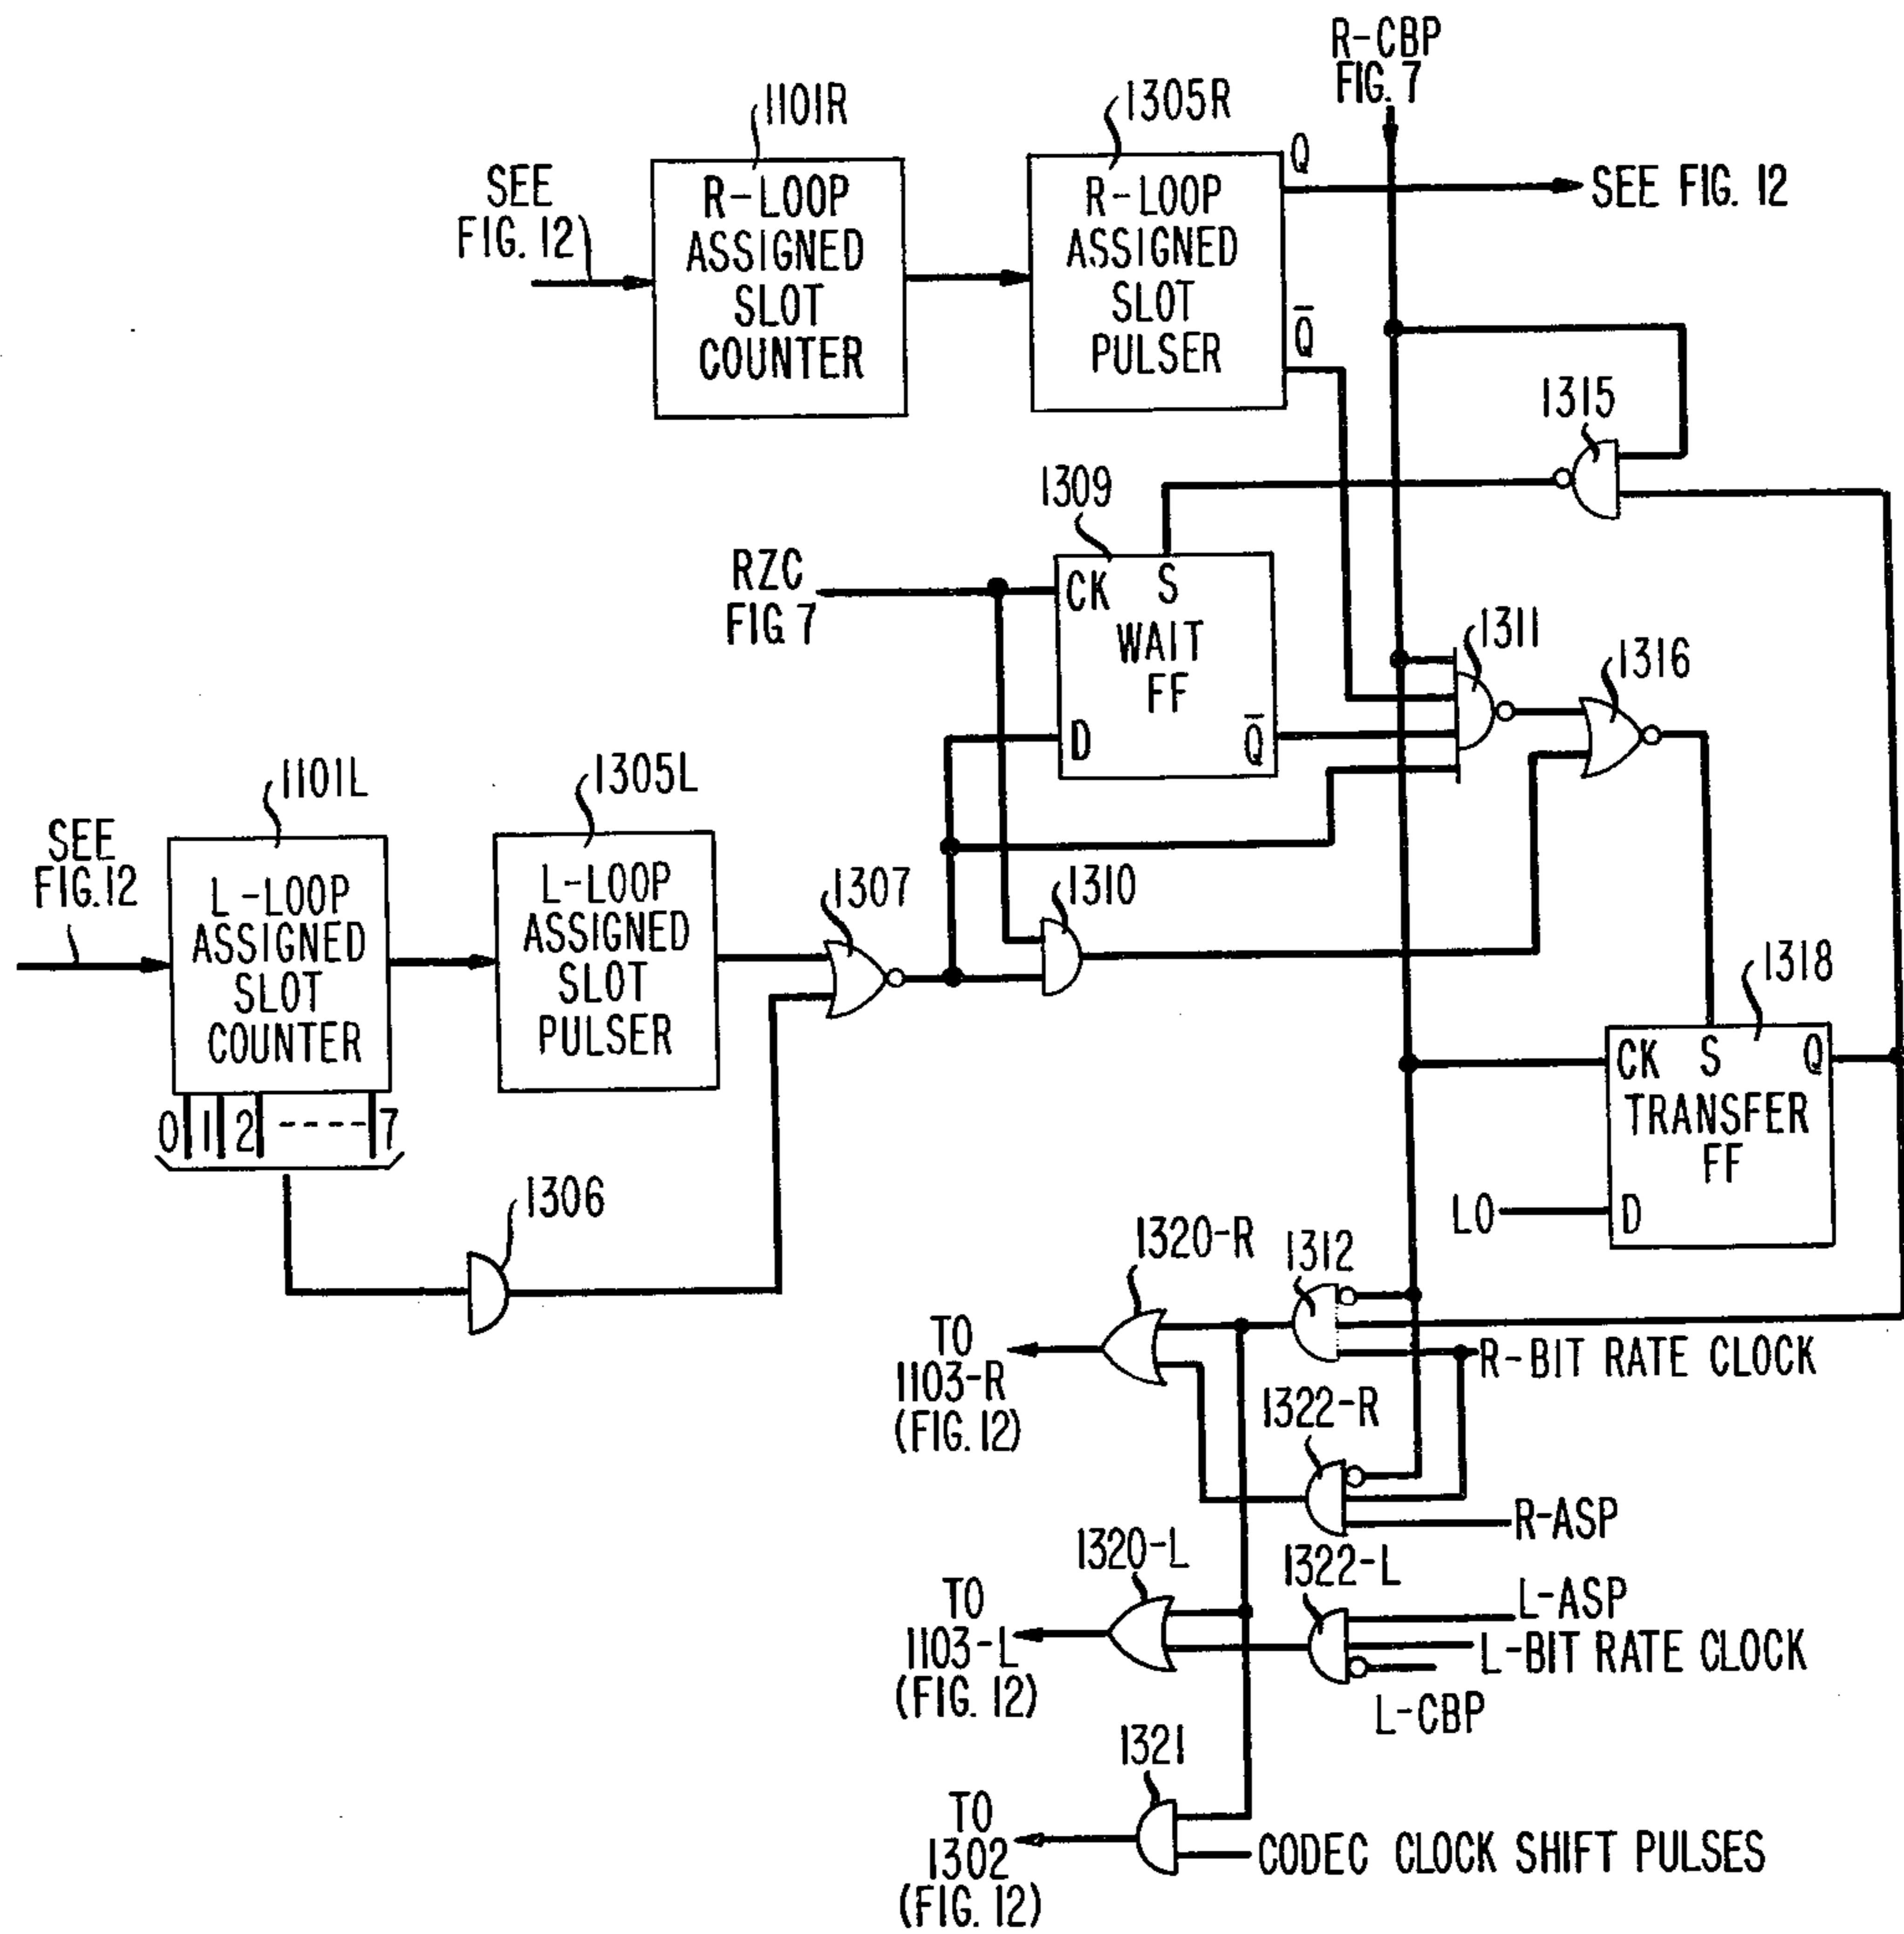 R-CBP
FIG. 7
1101R
1305R
SEE
FIG. 12
R-LOOP
ASSIGNED
SLOT
COUNTER
R-LOOP
ASSIGNED
SLOT
PULSER
Q
Q̅
SEE FIG. 12
1315
1309
RZC
FIG 7
CK
S
WAIT
FF
D
Q̅
1311
1316
1101L
1305L
SEE
FIG. 12
L-LOOP
ASSIGNED
SLOT
COUNTER
L-LOOP
ASSIGNED
SLOT
PULSER
1307
1310
0 1 2 ---- 7
1306
1318
CK
S
Q
TRANSFER
FF
LO
D
1320-R
1312
TO
1103-R
(FIG. 12)
R-BIT RATE CLOCK
1322-R
R-ASP
1320-L
1322-L
TO
1103-L
(FIG. 12)
L-ASP
L-BIT RATE CLOCK
L-CBP
1321
TO
1302
(FIG. 12)
CODEC CLOCK SHIFT PULSES